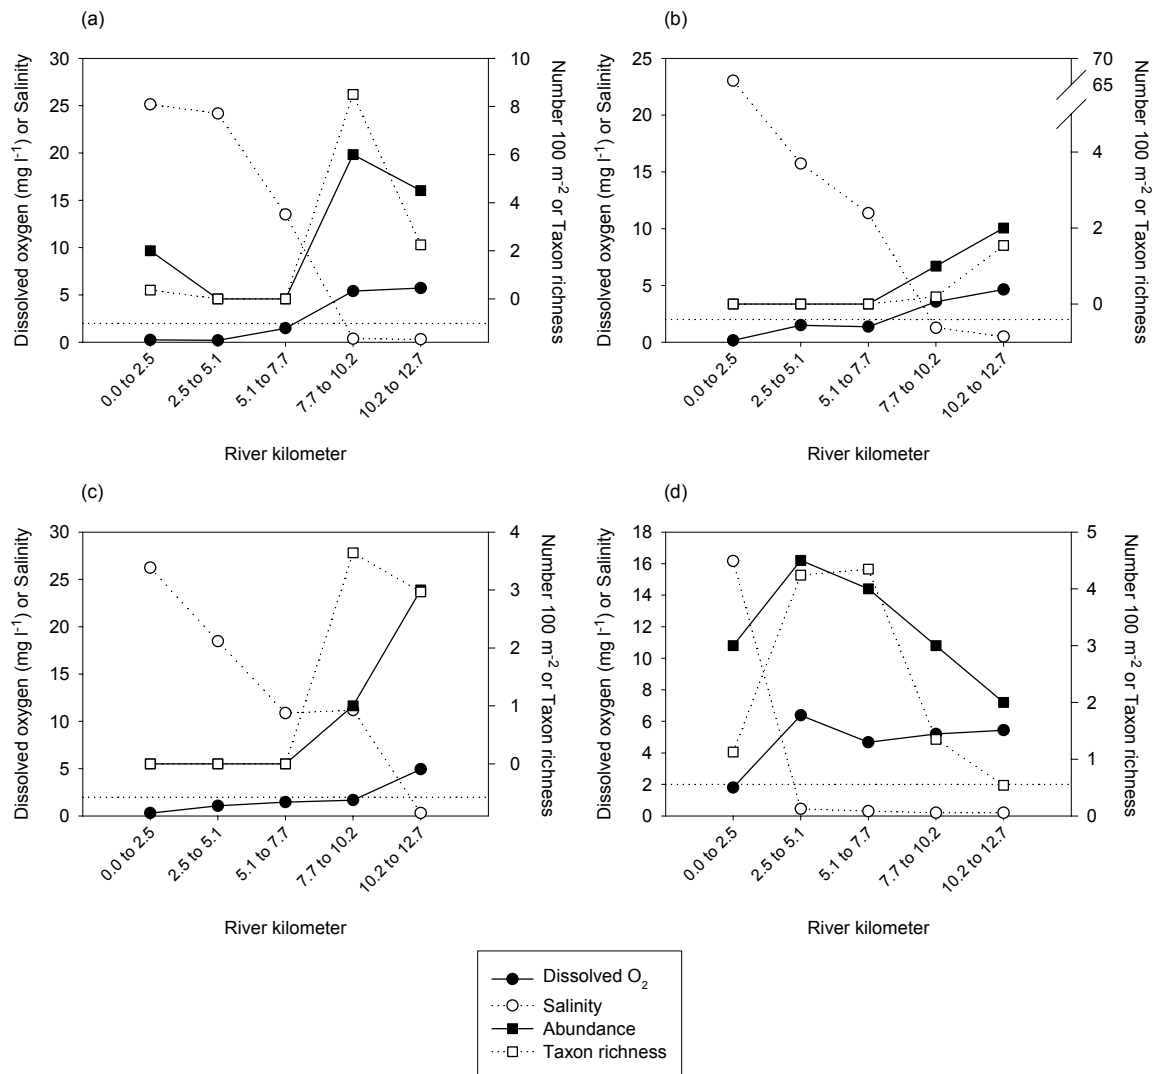 (a)
Dissolved oxygen (mg l-1) or Salinity
30
25
20
15
10
5
0
10
8
6
4
2
0
Number 100 m-2 or Taxon richness
0.0 to 2.5
2.5 to 5.1
5.1 to 7.7
7.7 to 10.2
10.2 to 12.7
River kilometer
(b)
Dissolved oxygen (mg l-1) or Salinity
25
20
15
10
5
0
70
65
4
2
0
Number 100 m-2 or Taxon richness
0.0 to 2.5
2.5 to 5.1
5.1 to 7.7
7.7 to 10.2
10.2 to 12.7
River kilometer
(c)
Dissolved oxygen (mg l-1) or Salinity
30
25
20
15
10
5
0
4
3
2
1
0
Number 100 m-2 or Taxon richness
0.0 to 2.5
2.5 to 5.1
5.1 to 7.7
7.7 to 10.2
10.2 to 12.7
River kilometer
(d)
Dissolved oxygen (mg l-1) or Salinity
18
16
14
12
10
8
6
4
2
0
5
4
3
2
1
0
Number 100 m-2 or Taxon richness
0.0 to 2.5
2.5 to 5.1
5.1 to 7.7
7.7 to 10.2
10.2 to 12.7
River kilometer
Dissolved O2
Salinity
Abundance
Taxon richness